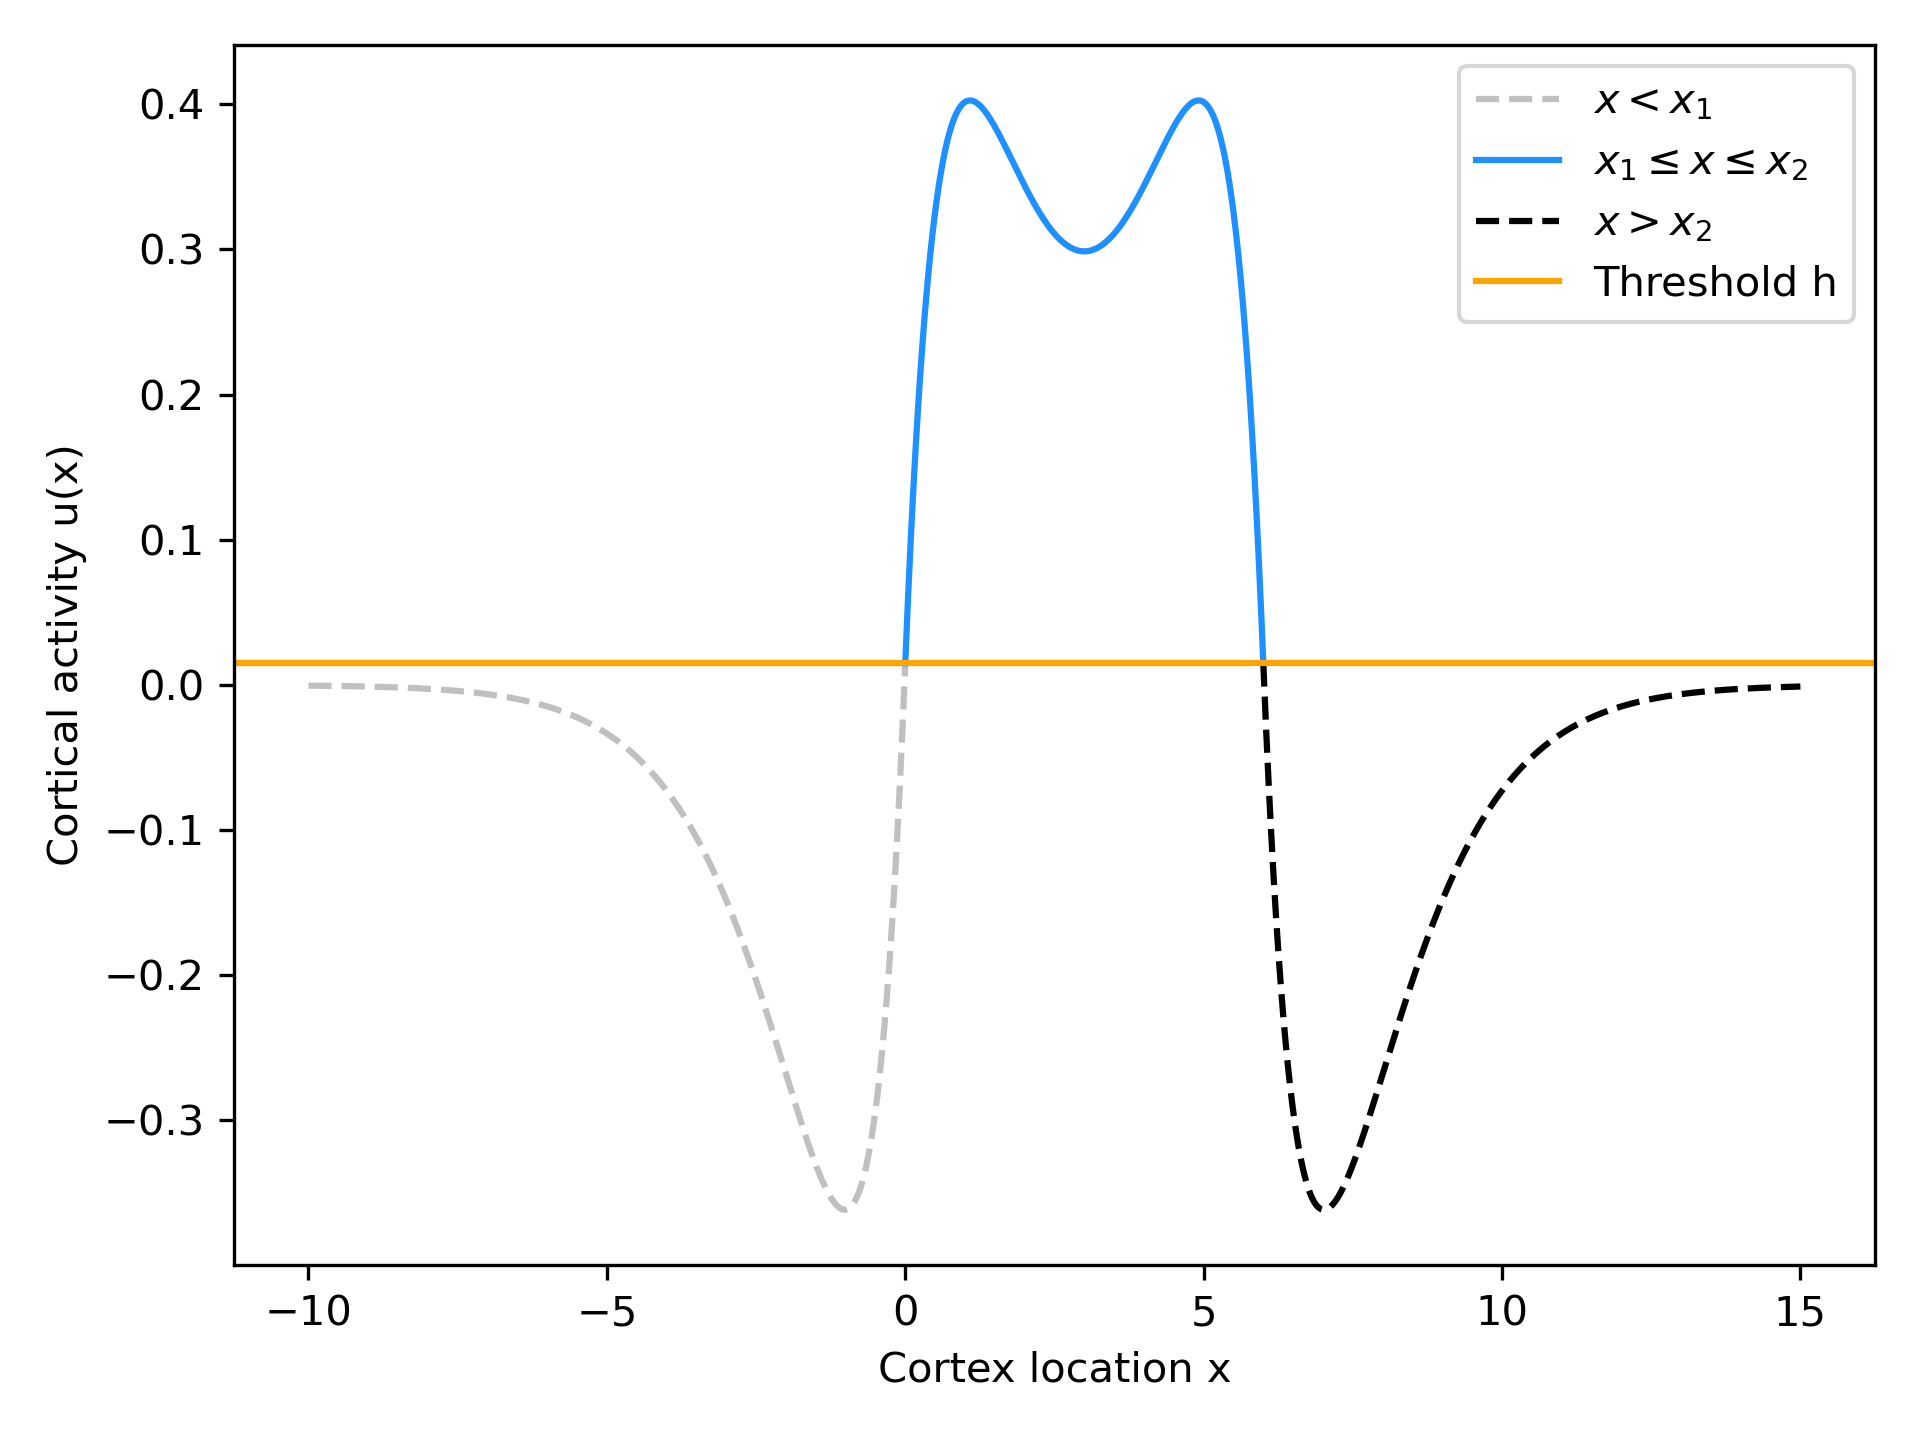 0.4
0.3
0.2
0.1
0.0
−0.1
−0.2
−0.3
Cortical activity u(x)
x < x₁
x₁ ≤ x ≤ x₂
x > x₂
Threshold h
−10 −5 0 5 10 15
Cortex location x